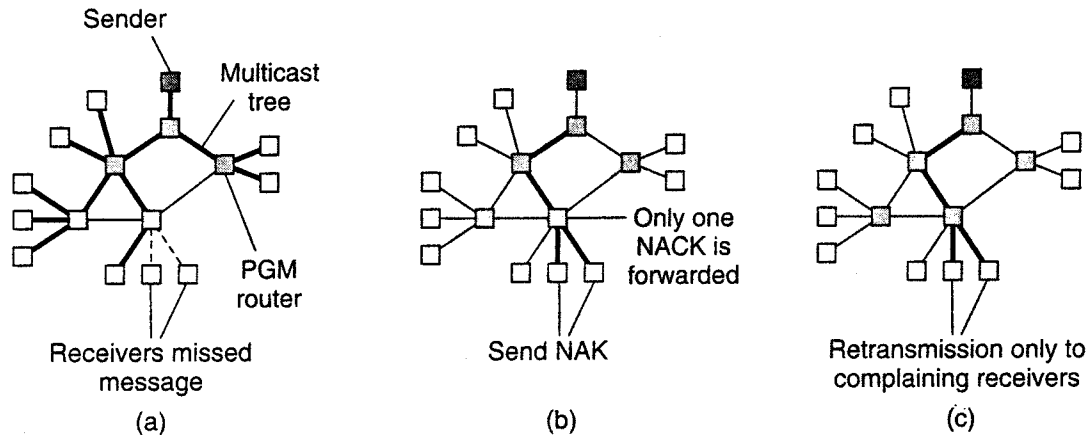 Sender
Multicast
tree
PGM
router
Receivers missed
message
(a)
Only one
NACK is
forwarded
Send NAK
(b)
Retransmission only to
complaining receivers
(c)